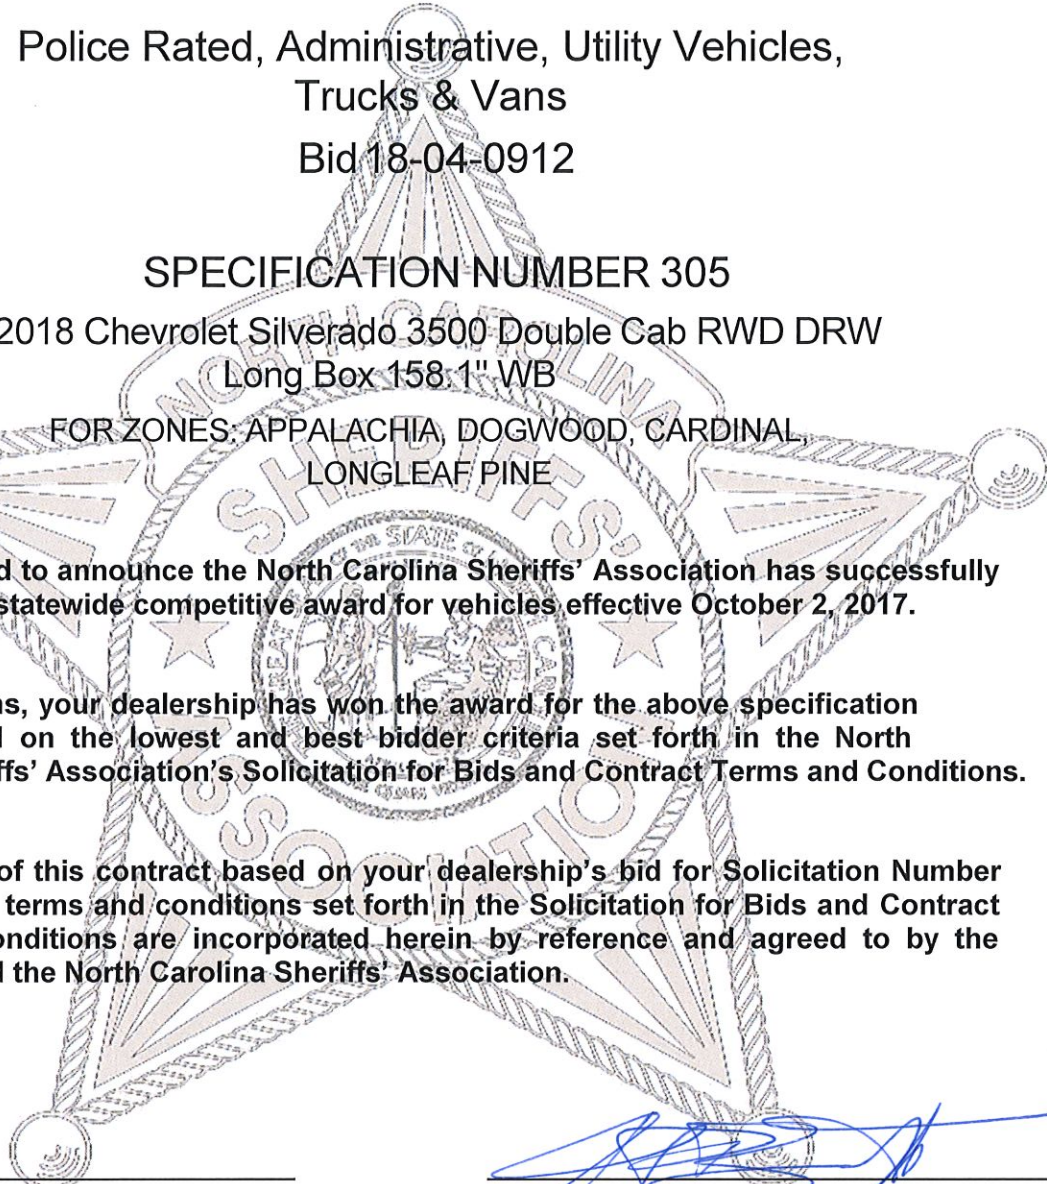 Police Rated, Administrative, Utility Vehicles,
Trucks & Vans
Bid 18-04-0912
SPECIFICATION NUMBER 305
2018 Chevrolet Silverado 3500 Double Cab RWD DRW
Long Box 158.1" WB
FOR ZONES: APPALACHIA, DOGWOOD, CARDINAL,
LONGLEAF PINE
NORTH CAROLINA
SHERIFFS'
ASSOCIATION
d to announce the North Carolina Sheriffs' Association has successfully
statewide competitive award for vehicles effective October 2, 2017.
ns, your dealership has won the award for the above specification
d on the lowest and best bidder criteria set forth in the North
ffs' Association's Solicitation for Bids and Contract Terms and Conditions.
of this contract based on your dealership's bid for Solicitation Number
terms and conditions set forth in the Solicitation for Bids and Contract
onditions are incorporated herein by reference and agreed to by the
d the North Carolina Sheriffs' Association.